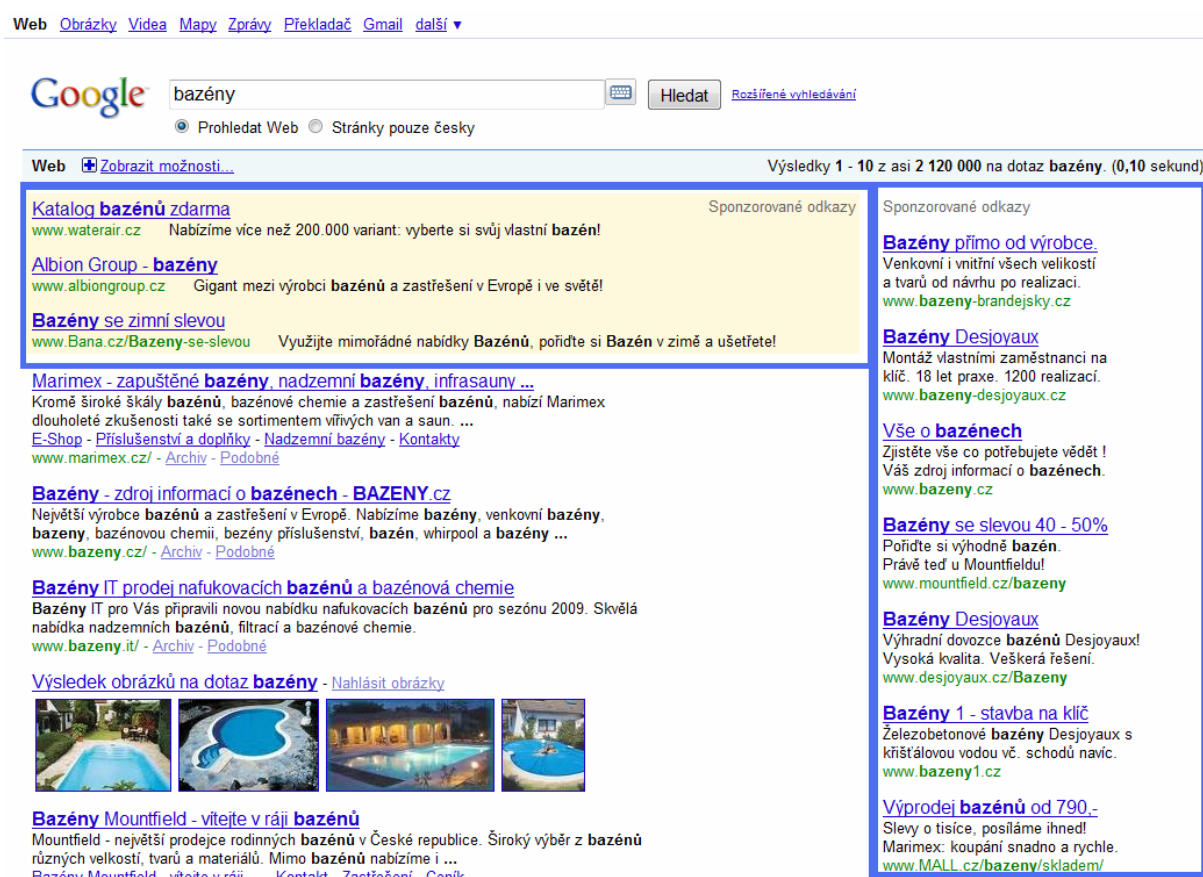 Web Obrázky Videa Mapy Zprávy Překladač Gmail další ▼
Google
bazény
Hledat
Rozšířené vyhledávání
Prohledat Web Stránky pouze česky
Web Zobrazit možnosti...
Výsledky 1 - 10 z asi 2 120 000 na dotaz bazény. (0,10 sekund)
Sponzorované odkazy
Katalog bazénů zdarma
www.waterair.cz Nabízíme více než 200.000 variant: vyberte si svůj vlastní bazén!
Albion Group - bazény
www.albiongroup.cz Gigant mezi výrobci bazénů a zastřešení v Evropě i ve světě!
Bazény se zimní slevou
www.Bana.cz/Bazeny-se-slevou Využijte mimořádné nabídky Bazénů, pořiďte si Bazén v zimě a ušetřete!
Marimex - zapuštěné bazény, nadzemní bazény, infrasauny ...
Kromě široké škály bazénů, bazénové chemie a zastřešení bazénů, nabízí Marimex
dlouholeté zkušenosti také se sortimentem vířivých van a saun. ...
E-Shop - Příslušenství a doplňky - Nadzemní bazény - Kontakty
www.marimex.cz/ - Archiv - Podobné
Bazény - zdroj informací o bazénech - BAZENY.cz
Největší výrobce bazénů a zastřešení v Evropě. Nabízíme bazény, venkovní bazény,
bazeny, bazénovou chemii, bezény příslušenství, bazén, whirpool a bazény ...
www.bazeny.cz/ - Archiv - Podobné
Bazény IT prodej nafukovacích bazénů a bazénová chemie
Bazény IT pro Vás připravili novou nabídku nafukovacích bazénů pro sezónu 2009. Skvělá
nabídka nadzemních bazénů, filtrací a bazénové chemie.
www.bazeny.it/ - Archiv - Podobné
Výsledek obrázků na dotaz bazény - Nahlásit obrázky
Bazény Mountfield - vítejte v ráji bazénů
Mountfield - největší prodejce rodinných bazénů v České republice. Široký výběr z bazénů
různých velkostí, tvarů a materiálů. Mimo bazénů nabízíme i ...
Bazény Mountfield - vítejte v ráji ... - Kontakt - Zastřešení - Ceník
Sponzorované odkazy
Bazény přímo od výrobce.
Venkovní i vnitřní všech velikostí
a tvarů od návrhu po realizaci.
www.bazeny-brandejsky.cz
Bazény Desjoyaux
Montáž vlastními zaměstnanci na
klíč. 18 let praxe. 1200 realizací.
www.bazeny-desjoyaux.cz
Vše o bazénech
Zjistěte vše co potřebujete vědět !
Váš zdroj informací o bazénech.
www.bazeny.cz
Bazény se slevou 40 - 50%
Pořiďte si výhodně bazén.
Právě teď u Mountfieldu!
www.mountfield.cz/bazeny
Bazény Desjoyaux
Výhradní dovozce bazénů Desjoyaux!
Vysoká kvalita. Veškerá řešení.
www.desjoyaux.cz/Bazeny
Bazény 1 - stavba na klíč
Železobetonové bazény Desjoyaux s
křišťálovou vodou vč. schodů navíc.
www.bazeny1.cz
Výprodej bazénů od 790,-
Slevy o tisíce, posíláme ihned!
Marimex: koupání snadno a rychle.
www.MALL.cz/bazeny/skladem/